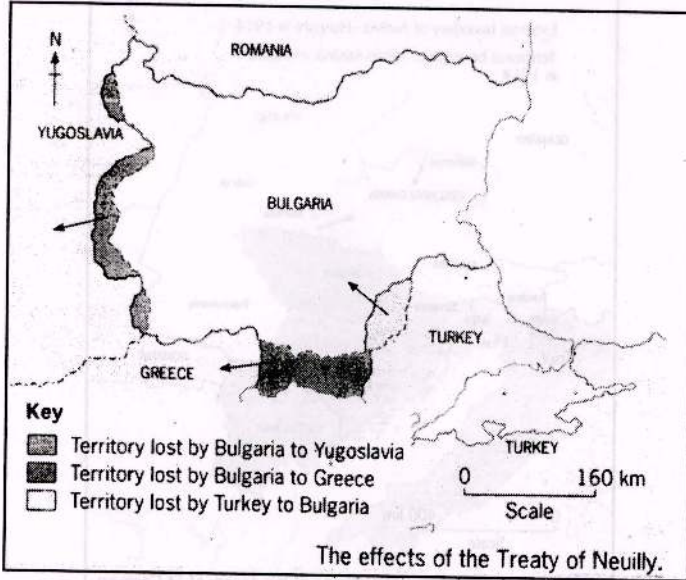 N
ROMANIA
YUGOSLAVIA
BULGARIA
TURKEY
GREECE
TURKEY
Key
Territory lost by Bulgaria to Yugoslavia
Territory lost by Bulgaria to Greece
Territory lost by Turkey to Bulgaria
0 160 km
Scale
The effects of the Treaty of Neuilly.